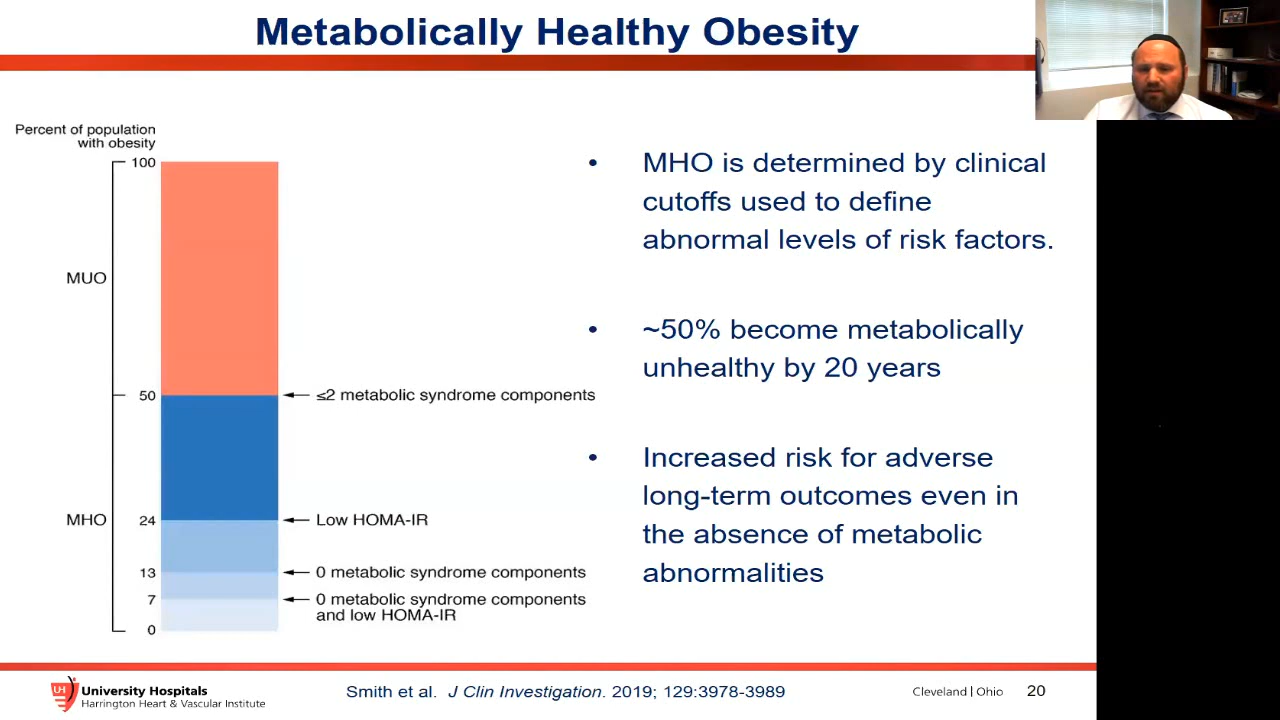 Metabolically Healthy Obesity
Percent of population
with obesity
100
MUO
50
≤2 metabolic syndrome components
MHO
24
Low HOMA-IR
13
0 metabolic syndrome components
7
0 metabolic syndrome components
and low HOMA-IR
0
• MHO is determined by clinical
cutoffs used to define
abnormal levels of risk factors.
• ~50% become metabolically
unhealthy by 20 years
• Increased risk for adverse
long-term outcomes even in
the absence of metabolic
abnormalities
UH
University Hospitals
Harrington Heart & Vascular Institute
Smith et al. J Clin Investigation. 2019; 129:3978-3989
Cleveland | Ohio
20